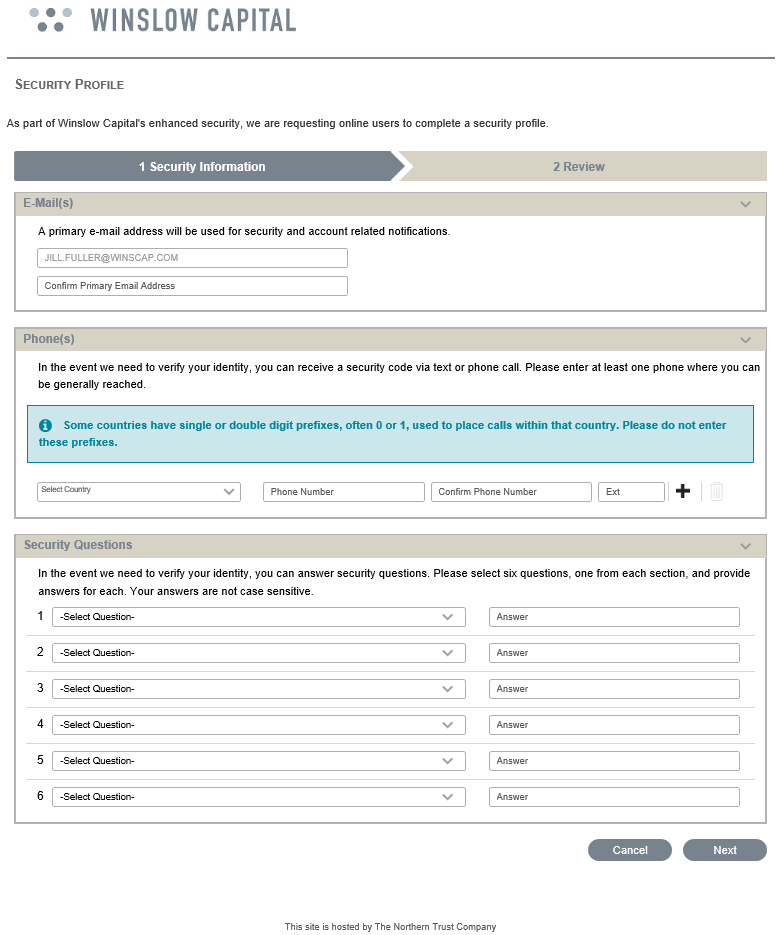 WINSLOW CAPITAL
SECURITY PROFILE
As part of Winslow Capital's enhanced security, we are requesting online users to complete a security profile.
1 Security Information
2 Review
E-Mail(s)
A primary e-mail address will be used for security and account related notifications.
JILL.FULLER@WINSCAP.COM
Confirm Primary Email Address
Phone(s)
In the event we need to verify your identity, you can receive a security code via text or phone call. Please enter at least one phone where you can
be generally reached.
Some countries have single or double digit prefixes, often 0 or 1, used to place calls within that country. Please do not enter
these prefixes.
Select Country
Phone Number
Confirm Phone Number
Ext
Security Questions
In the event we need to verify your identity, you can answer security questions. Please select six questions, one from each section, and provide
answers for each. Your answers are not case sensitive.
1 -Select Question- Answer
2 -Select Question- Answer
3 -Select Question- Answer
4 -Select Question- Answer
5 -Select Question- Answer
6 -Select Question- Answer
Cancel
Next
This site is hosted by The Northern Trust Company